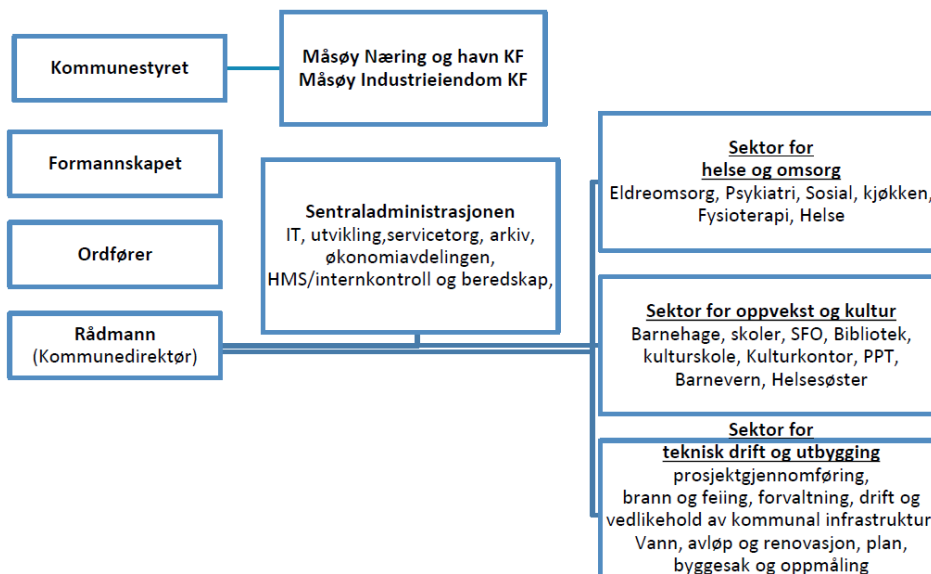 Kommunestyret
Måsøy Næring og havn KF
Måsøy Industrieiendom KF
Formannskapet
Ordfører
Rådmann
(Kommunedirektør)
Sentraladministrasjonen
IT, utvikling,servicetorg, arkiv,
økonomiavdelingen,
HMS/internkontroll og beredskap,
Sektor for
helse og omsorg
Eldreomsorg, Psykiatri, Sosial, kjøkken,
Fysioterapi, Helse
Sektor for oppvekst og kultur
Barnehage, skoler, SFO, Bibliotek,
kulturskole, Kulturkontor, PPT,
Barnevern, Helsesøster
Sektor for
teknisk drift og utbygging
prosjektgjennomføring,
brann og feiing, forvaltning, drift og
vedlikehold av kommunal infrastruktur
Vann, avløp og renovasjon, plan,
byggesak og oppmåling